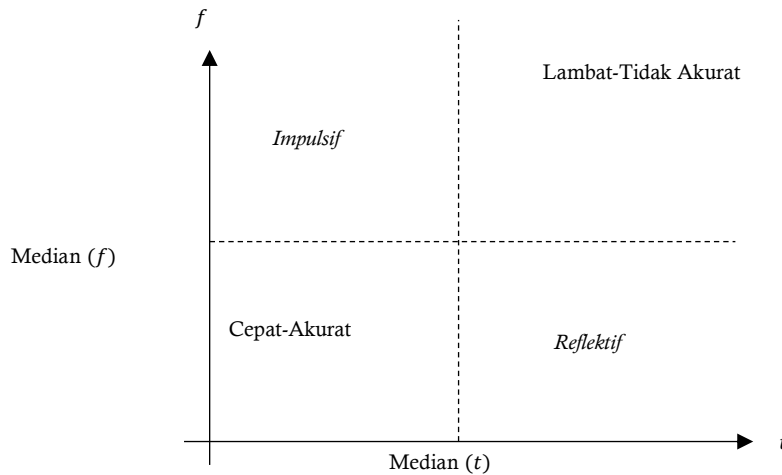 f
Lambat-Tidak Akurat
Impulsif
Median (f)
Cepat-Akurat
Reflektif
t
Median (t)